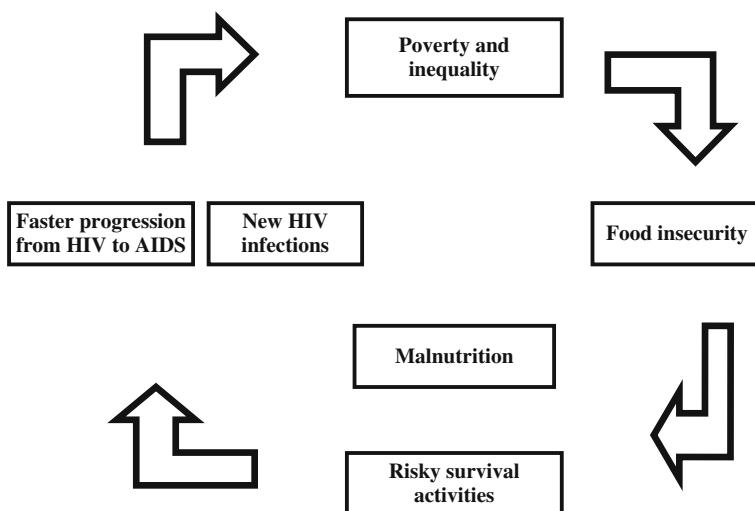 Poverty and
inequality
Faster progression
from HIV to AIDS
New HIV
infections
Food insecurity
Malnutrition
Risky survival
activities